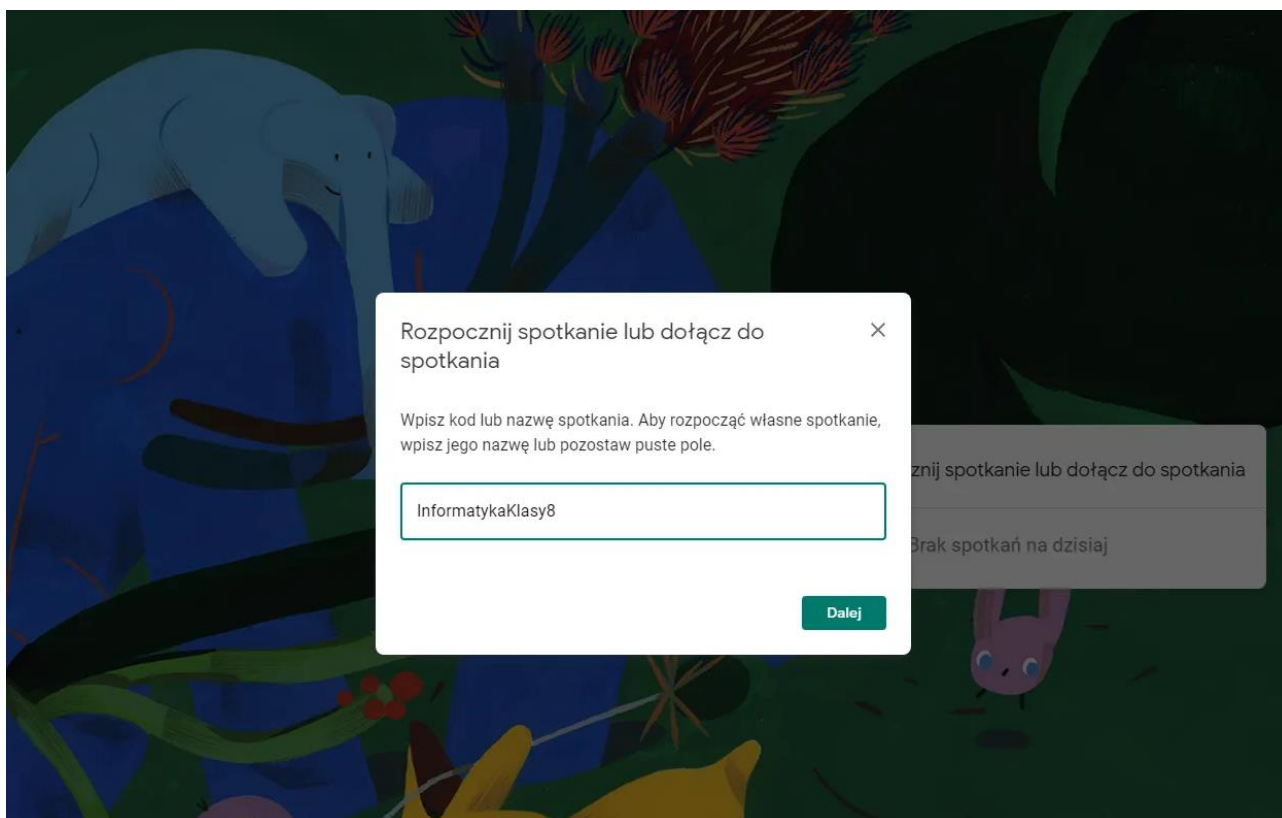 Rozpocznij spotkanie lub dołącz do
spotkania
Wpisz kod lub nazwę spotkania. Aby rozpocząć własne spotkanie,
wpisz jego nazwę lub pozostaw puste pole.
InformatykaKlasy8
Dalej
znij spotkanie lub dołącz do spotkania
Brak spotkań na dzisiaj